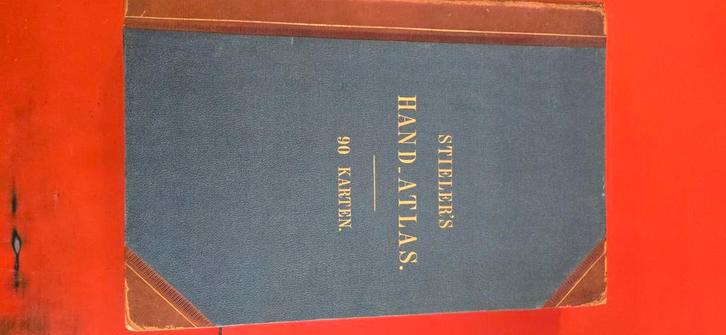 STIELER'S
HAND-ATLAS.
90 KARTEN.